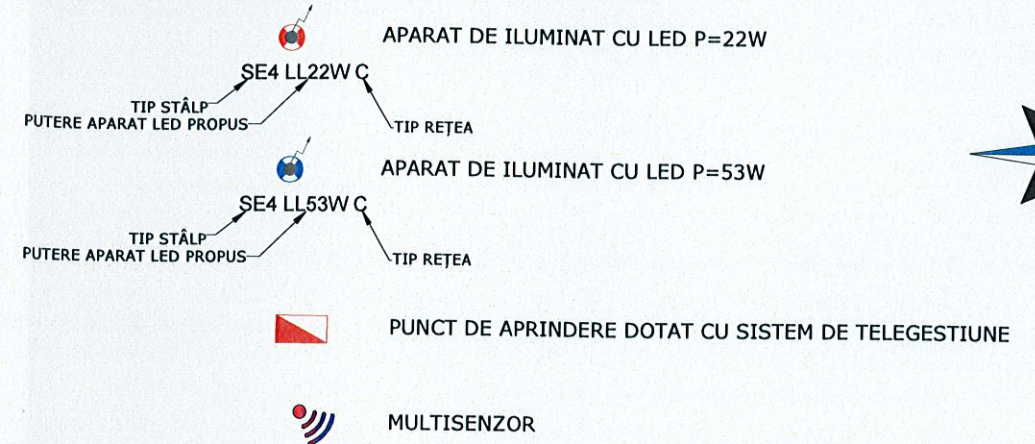 APARAT DE ILUMINAT CU LED P=22W
SE4 LL22W C
TIP STÂLP
PUTERE APARAT LED PROPUS
TIP REȚEA
APARAT DE ILUMINAT CU LED P=53W
SE4 LL53W C
TIP STÂLP
PUTERE APARAT LED PROPUS
TIP REȚEA
PUNCT DE APRINDERE DOTAT CU SISTEM DE TELEGESTIUNE
MULTISENZOR